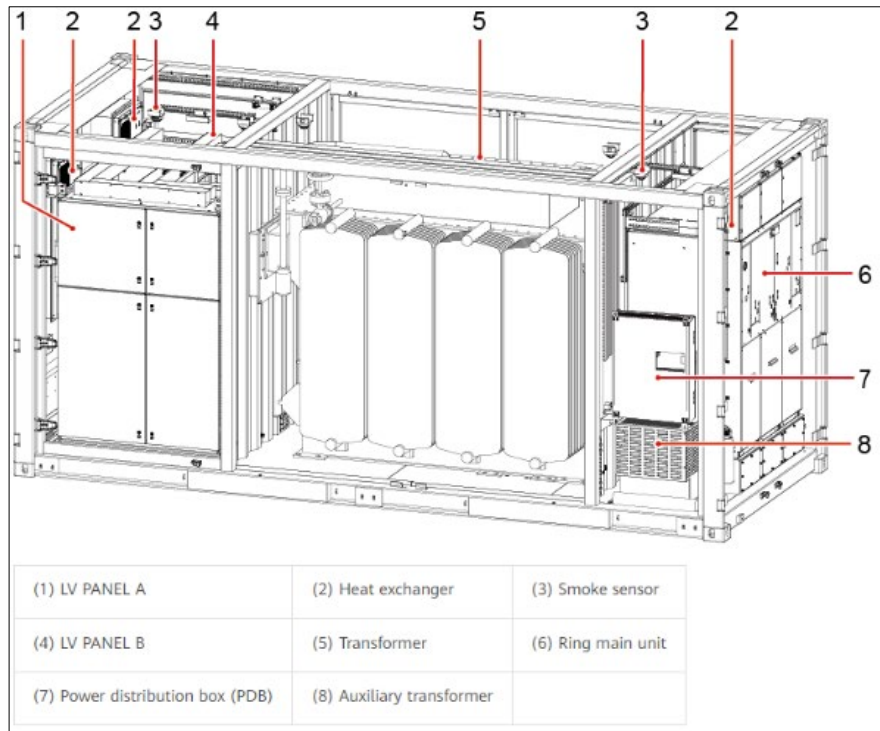 1 2 2 3 4 5 3 2
6
7
8
(1) LV PANEL A (2) Heat exchanger (3) Smoke sensor
(4) LV PANEL B (5) Transformer (6) Ring main unit
(7) Power distribution box (PDB) (8) Auxiliary transformer